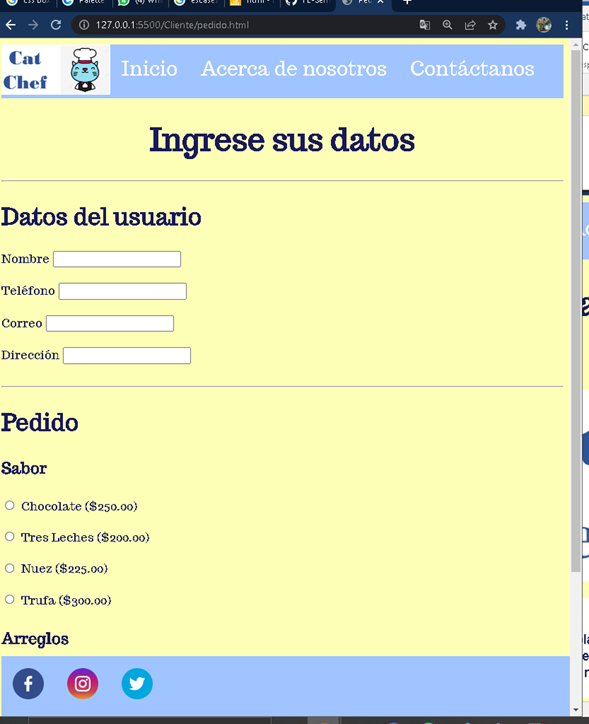 127.0.0.1:5500/Cliente/pedido.html
Cat
Chef
Inicio Acerca de nosotros Contáctanos
Ingrese sus datos
Datos del usuario
Nombre
Teléfono
Correo
Dirección
Pedido
Sabor
Chocolate ($250.00)
Tres Leches ($200.00)
Nuez ($225.00)
Trufa ($300.00)
Arreglos